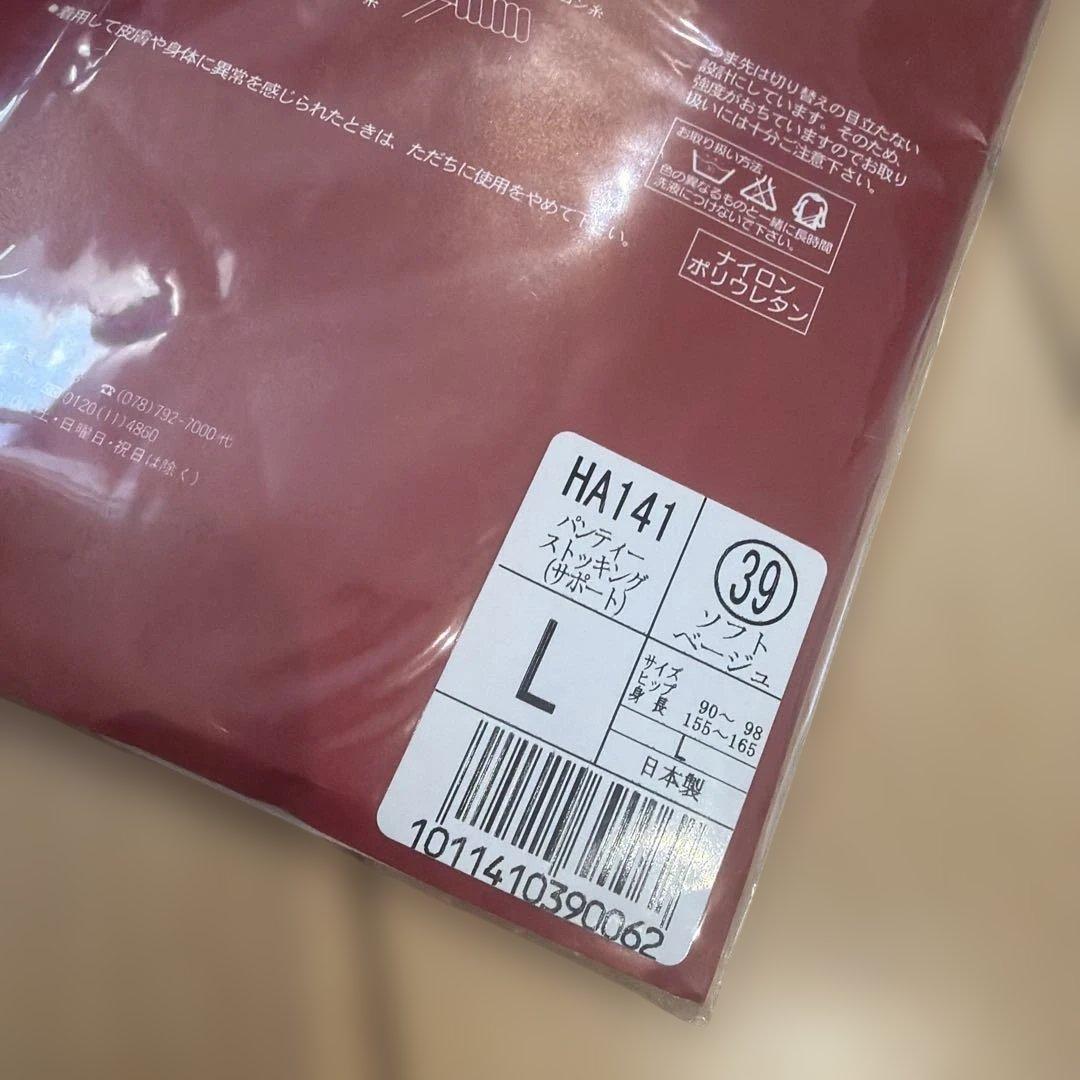 糸
ン糸
●着用して皮膚や身体に異常を感じられたときは、ただちに使用をやめて下さい。
つま先は切り替えの目立たない
設計にしています。そのため、
強度がおちていますのでお取り
扱いには十分ご注意下さい。
お取り扱い方法
色の異なるものと一緒に長時間
洗液につけないで下さい。
ナイロン
ポリウレタン
☎(078)792-7000代
0120(11)4860
土・日曜日・祝日は除く)
HA141
パンティー
ストッキング
(サポート)
39
ソフト
ベージュ
L
サイズ
ヒップ 90～ 98
身長 155～165
L
日本製
1011410390062